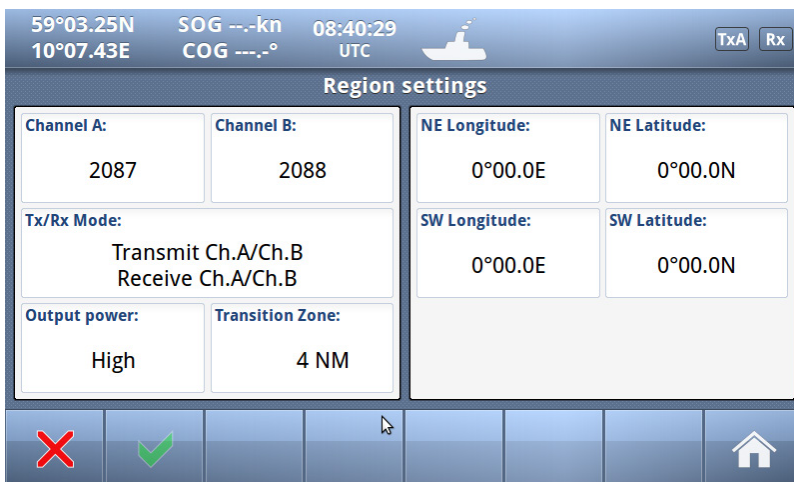 59°03.25N SOG --.-kn 08:40:29
10°07.43E COG ---.-° UTC
TxA Rx
Region settings
Channel A: Channel B: NE Longitude: NE Latitude:
2087 2088 0°00.0E 0°00.0N
Tx/Rx Mode: SW Longitude: SW Latitude:
Transmit Ch.A/Ch.B
Receive Ch.A/Ch.B 0°00.0E 0°00.0N
Output power: Transition Zone:
High 4 NM